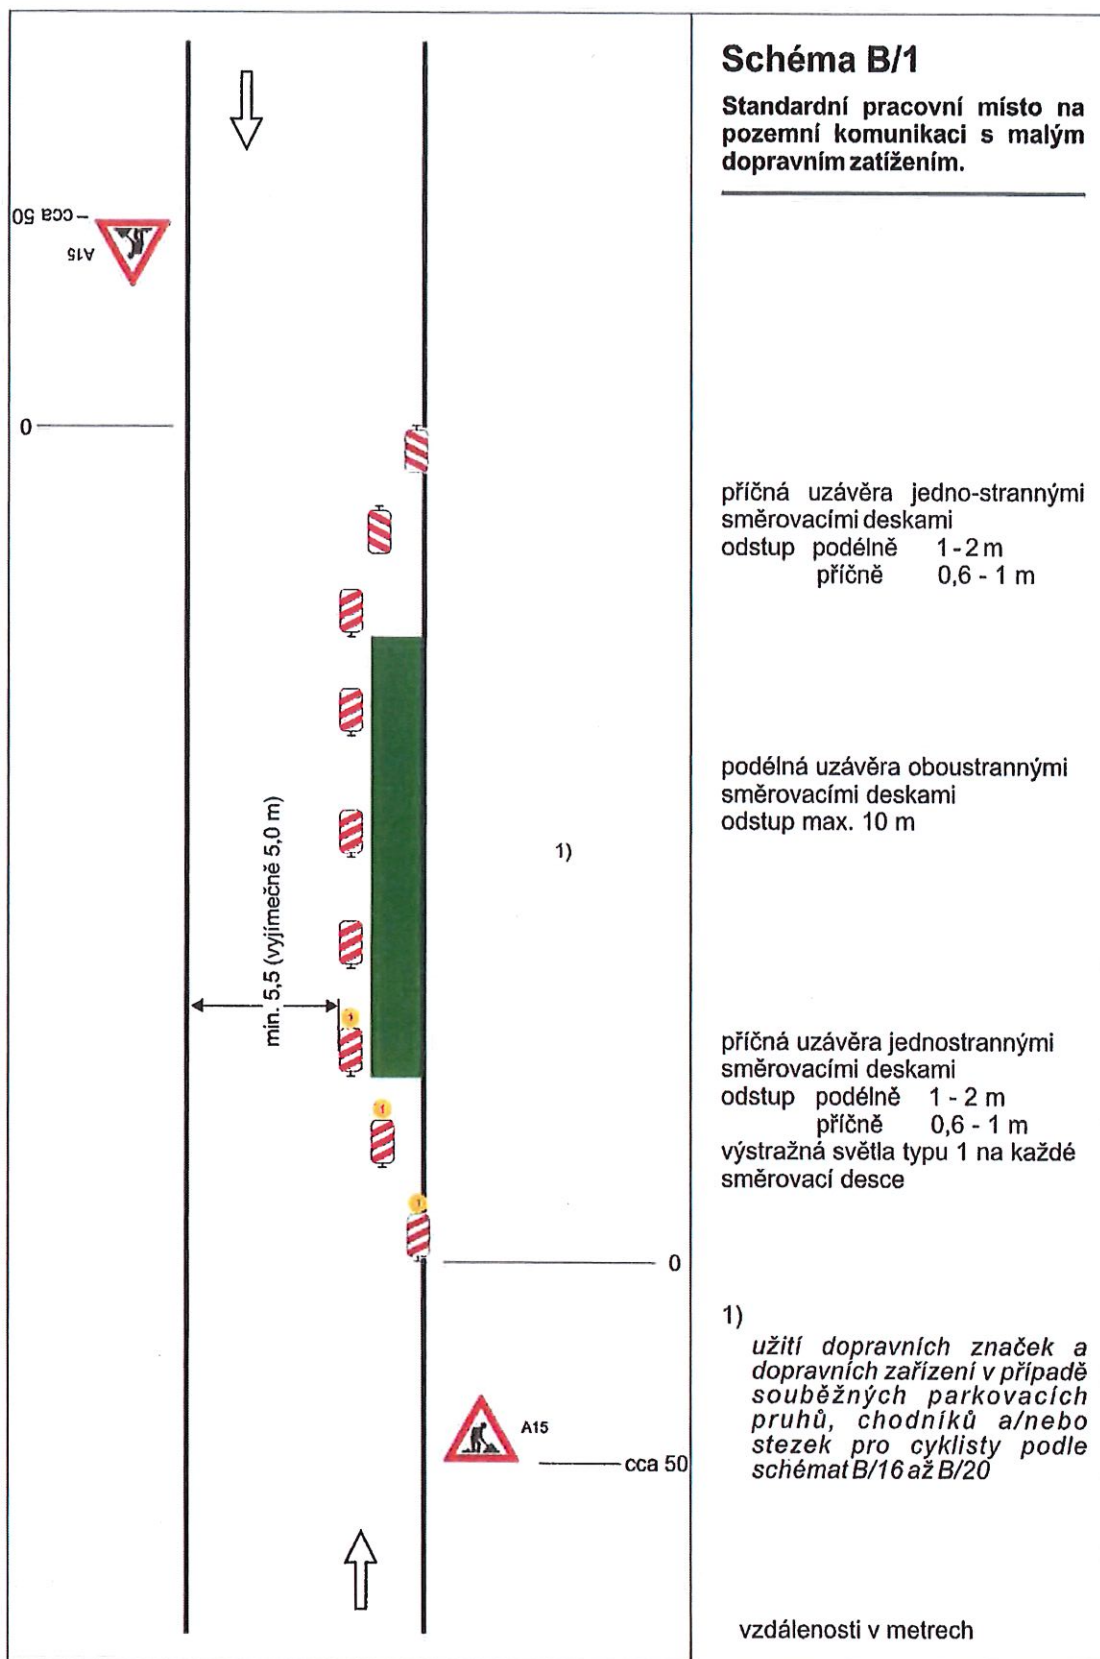 Schéma B/1
Standardní pracovní místo na
pozemní komunikaci s malým
dopravním zatížením.
cca 50
A15
0
příčná uzávěra jedno-strannými
směrovacími deskami
odstup podélně 1-2 m
příčně 0,6 - 1 m
podélná uzávěra oboustrannými
směrovacími deskami
odstup max. 10 m
min. 5,5 (vyjímečně 5,0 m)
1)
1
1
1
příčná uzávěra jednostrannými
směrovacími deskami
odstup podélně 1 - 2 m
příčně 0,6 - 1 m
výstražná světla typu 1 na každé
směrovací desce
0
A15
cca 50
1)
užití dopravních značek a
dopravních zařízení v případě
souběžných parkovacích
pruhů, chodníků a/nebo
stezek pro cyklisty podle
schémat B/16 až B/20
vzdálenosti v metrech